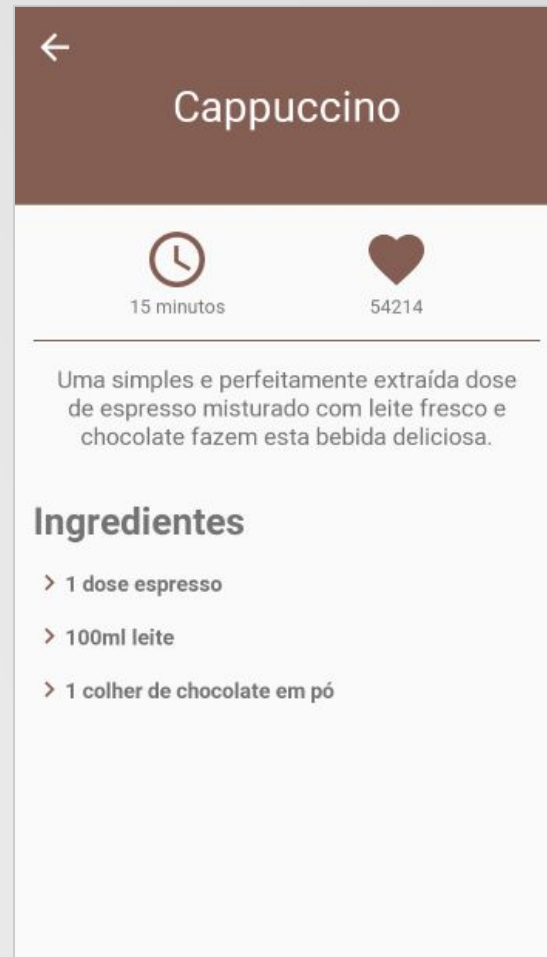 Cappuccino
15 minutos
54214
Uma simples e perfeitamente extraída dose
de espresso misturado com leite fresco e
chocolate fazem esta bebida deliciosa.
Ingredientes
1 dose espresso
100ml leite
1 colher de chocolate em pó